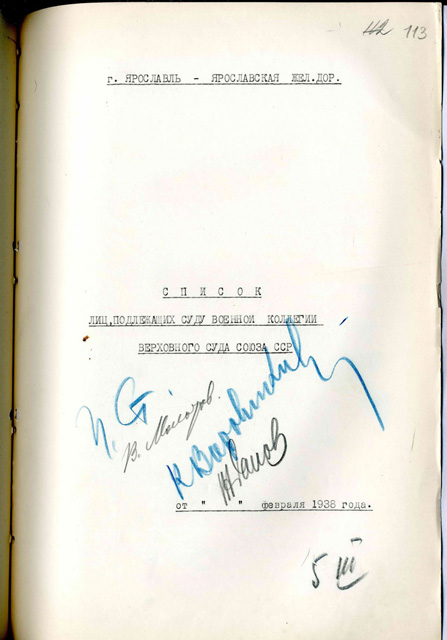 112 113
г. ЯРОСЛАВЛЬ - ЯРОСЛАВСКАЯ ЖЕЛ.ДОР.
С П И С О К
ЛИЦ, ПОДЛЕЖАЩИХ СУДУ ВОЕННОЙ КОЛЛЕГИИ
ВЕРХОВНОГО СУДА СОЮЗА ССР
И. Ст.
В. Молотов.
К Ворошилов
Жданов
от " " февраля 1938 года.
5 III